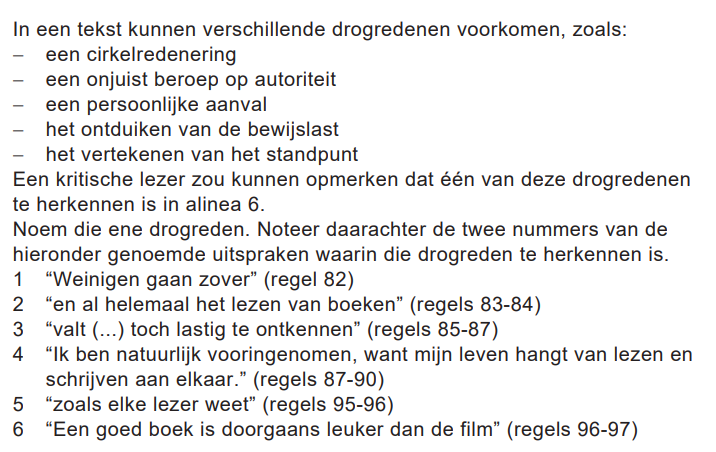 In een tekst kunnen verschillende drogredenen voorkomen, zoals:
– een cirkelredenering
– een onjuist beroep op autoriteit
– een persoonlijke aanval
– het ontduiken van de bewijslast
– het vertekenen van het standpunt
Een kritische lezer zou kunnen opmerken dat één van deze drogredenen
te herkennen is in alinea 6.
Noem die ene drogreden. Noteer daarachter de twee nummers van de
hieronder genoemde uitspraken waarin die drogreden te herkennen is.
1 “Weinigen gaan zover” (regel 82)
2 “en al helemaal het lezen van boeken” (regels 83-84)
3 “valt (...) toch lastig te ontkennen” (regels 85-87)
4 “Ik ben natuurlijk vooringenomen, want mijn leven hangt van lezen en
schrijven aan elkaar.” (regels 87-90)
5 “zoals elke lezer weet” (regels 95-96)
6 “Een goed boek is doorgaans leuker dan de film” (regels 96-97)